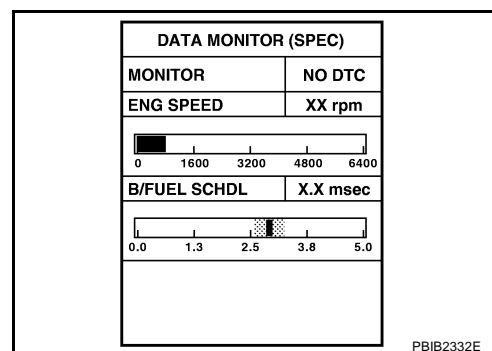 DATA MONITOR (SPEC)
MONITOR NO DTC
ENG SPEED XX rpm
0 1600 3200 4800 6400
B/FUEL SCHDL X.X msec
0.0 1.3 2.5 3.8 5.0
PBIB2332E